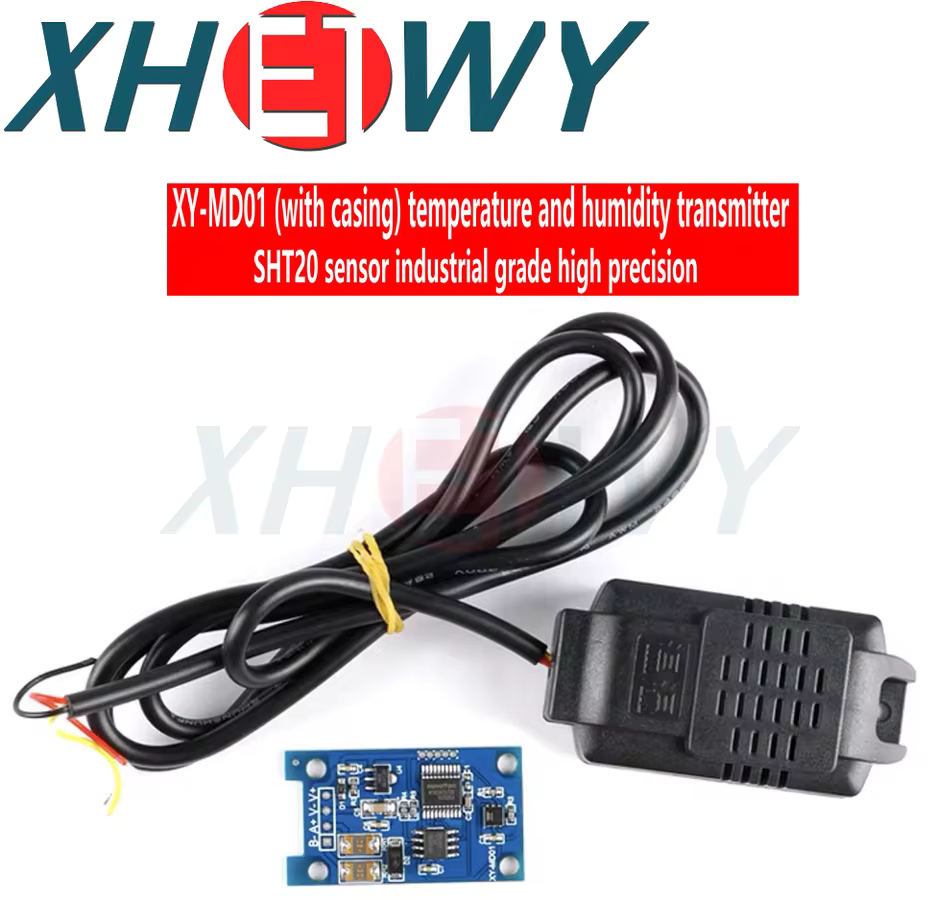 XHEWY
XY-MD01 (with casing) temperature and humidity transmitter
SHT20 sensor industrial grade high precision
XHEWY
B- A+ V- V+
XY-MD01